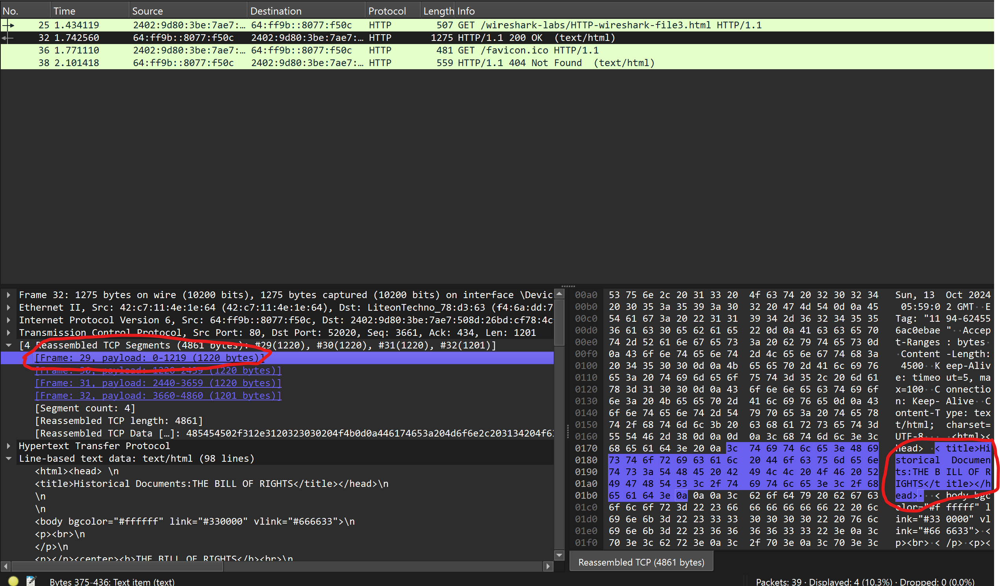 No. Time Source Destination Protocol Length Info
25 1.434119 2402:9d80:3be:7ae7:… 64:ff9b::8077:f50c HTTP 507 GET /wireshark-labs/HTTP-wireshark-file3.html HTTP/1.1
32 1.742560 64:ff9b::8077:f50c 2402:9d80:3be:7ae7:… HTTP 1275 HTTP/1.1 200 OK (text/html)
36 1.771110 2402:9d80:3be:7ae7:… 64:ff9b::8077:f50c HTTP 481 GET /favicon.ico HTTP/1.1
38 2.101418 64:ff9b::8077:f50c 2402:9d80:3be:7ae7:… HTTP 559 HTTP/1.1 404 Not Found (text/html)
Frame 32: 1275 bytes on wire (10200 bits), 1275 bytes captured (10200 bits) on interface \Devic
Ethernet II, Src: 42:c7:11:4e:1e:64 (42:c7:11:4e:1e:64), Dst: LiteonTechno_78:d3:63 (f4:6a:dd:7
Internet Protocol Version 6, Src: 64:ff9b::8077:f50c, Dst: 2402:9d80:3be:7ae7:508d:26bd:cf78:4c
Transmission Control Protocol, Src Port: 80, Dst Port: 52020, Seq: 3661, Ack: 434, Len: 1201
[4 Reassembled TCP Segments (4861 bytes): #29(1220), #30(1220), #31(1220), #32(1201)]
[Frame: 29, payload: 0-1219 (1220 bytes)]
[Frame: 30, payload: 1220-2439 (1220 bytes)]
[Frame: 31, payload: 2440-3659 (1220 bytes)]
[Frame: 32, payload: 3660-4860 (1201 bytes)]
[Segment count: 4]
[Reassembled TCP length: 4861]
[Reassembled TCP Data […]: 485454502f312e3120323030204f4b0d0a446174653a204d6f6e2c203134204f63
Hypertext Transfer Protocol
Line-based text data: text/html (98 lines)
<html><head> \n
<title>Historical Documents:THE BILL OF RIGHTS</title></head>\n
\n
\n
<body bgcolor="#ffffff" link="#330000" vlink="#666633">\n
<p><br>\n
</p>\n
<p></p><center><b>THE BILL OF RIGHTS</b><br>\n
00a0 53 75 6e 2c 20 31 33 20 4f 63 74 20 32 30 32 34 Sun, 13 Oct 2024
00b0 20 30 35 3a 35 39 3a 30 32 20 47 4d 54 0d 0a 45 05:59:0 2 GMT··E
00c0 54 61 67 3a 20 22 31 31 39 34 2d 36 32 34 35 35 Tag: "11 94-62455
00d0 36 61 63 30 65 62 61 65 22 0d 0a 41 63 63 65 70 6ac0ebae "··Accep
00e0 74 2d 52 61 6e 67 65 73 3a 20 62 79 74 65 73 0d t-Ranges : bytes·
00f0 0a 43 6f 6e 74 65 6e 74 2d 4c 65 6e 67 74 68 3a ·Content -Length:
0100 20 34 35 30 30 0d 0a 4b 65 65 70 2d 41 6c 69 76 4500··K eep-Aliv
0110 65 3a 20 74 69 6d 65 6f 75 74 3d 35 2c 20 6d 61 e: timeo ut=5, ma
0120 78 3d 31 30 30 0d 0a 43 6f 6e 6e 65 63 74 69 6f x=100··C onnectio
0130 6e 3a 20 4b 65 65 70 2d 41 6c 69 76 65 0d 0a 43 n: Keep- Alive··C
0140 6f 6e 74 65 6e 74 2d 54 79 70 65 3a 20 74 65 78 ontent-T ype: tex
0150 74 2f 68 74 6d 6c 3b 20 63 68 61 72 73 65 74 3d t/html; charset=
0160 55 54 46 2d 38 0d 0a 0d 0a 3c 68 74 6d 6c 3e 3c UTF-8··· ·<html><
0170 68 65 61 64 3e 20 0a 3c 74 69 74 6c 65 3e 48 69 head> ·< title>Hi
0180 73 74 6f 72 69 63 61 6c 20 44 6f 63 75 6d 65 6e storical Documen
0190 74 73 3a 54 48 45 20 42 49 4c 4c 20 4f 46 20 52 ts:THE B ILL OF R
01a0 49 47 48 54 53 3c 2f 74 69 74 6c 65 3e 3c 2f 68 IGHTS</t itle></h
01b0 65 61 64 3e 0a 0a 0a 3c 62 6f 64 79 20 62 67 63 ead>···< body bgc
01c0 6f 6c 6f 72 3d 22 23 66 66 66 66 66 66 22 20 6c olor="#f fffff" l
01d0 69 6e 6b 3d 22 23 33 33 30 30 30 30 22 20 76 6c ink="#33 0000" vl
01e0 69 6e 6b 3d 22 23 36 36 36 36 33 33 22 3e 0a 3c ink="#66 6633">·<
01f0 70 3e 3c 62 72 3e 0a 3c 2f 70 3e 0a 3c 70 3e 3c p><br>·< /p>·<p><
Reassembled TCP (4861 bytes)
Bytes 375-436: Text item (text)
Packets: 39 · Displayed: 4 (10.3%) · Dropped: 0 (0.0%)